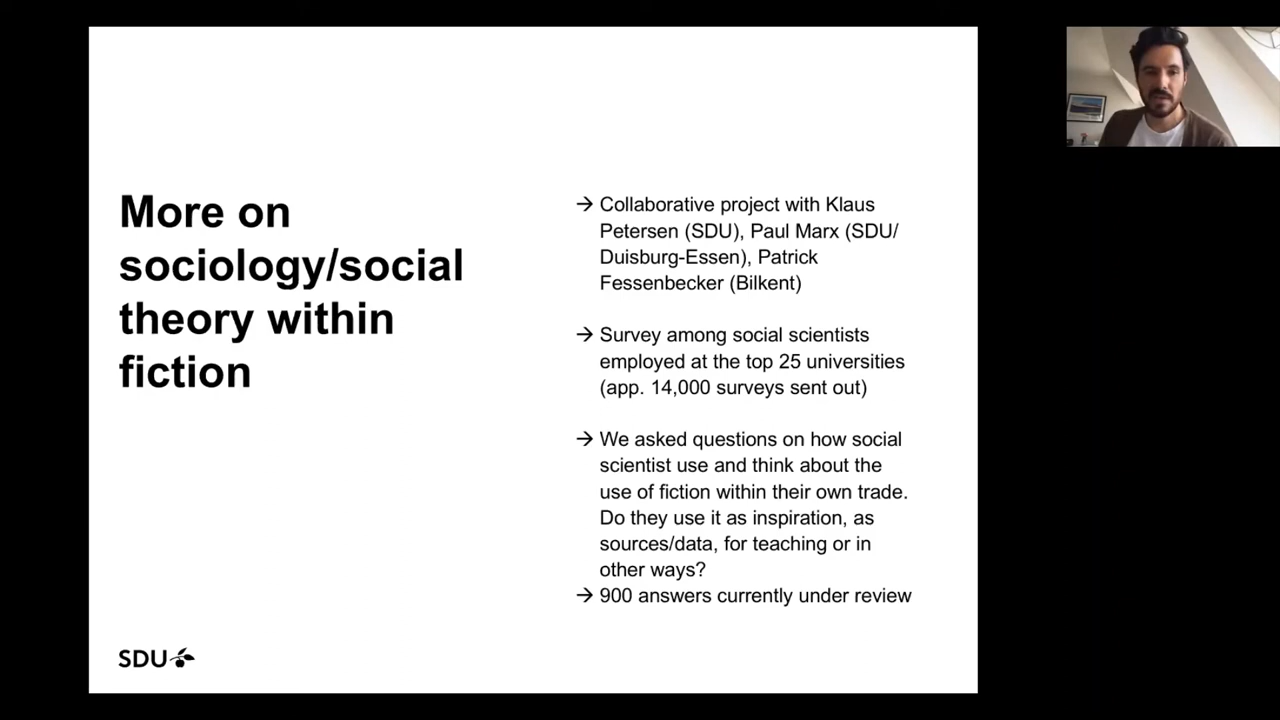 More on
sociology/social
theory within
fiction
→ Collaborative project with Klaus
Petersen (SDU), Paul Marx (SDU/
Duisburg-Essen), Patrick
Fessenbecker (Bilkent)
→ Survey among social scientists
employed at the top 25 universities
(app. 14,000 surveys sent out)
→ We asked questions on how social
scientist use and think about the
use of fiction within their own trade.
Do they use it as inspiration, as
sources/data, for teaching or in
other ways?
→ 900 answers currently under review
SDU